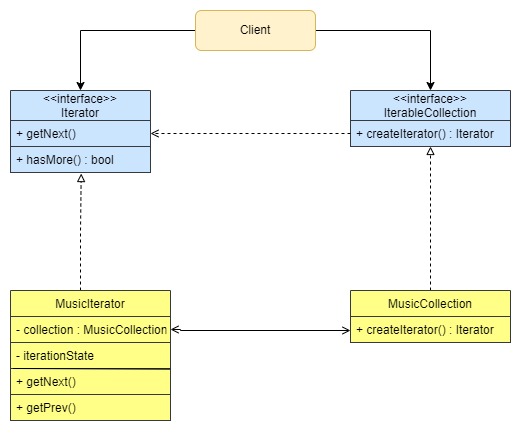 Client
<<interface>>
Iterator
+ getNext()
+ hasMore() : bool
<<interface>>
IterableCollection
+ createIterator() : Iterator
MusicIterator
- collection : MusicCollection
- iterationState
+ getNext()
+ getPrev()
MusicCollection
+ createIterator() : Iterator